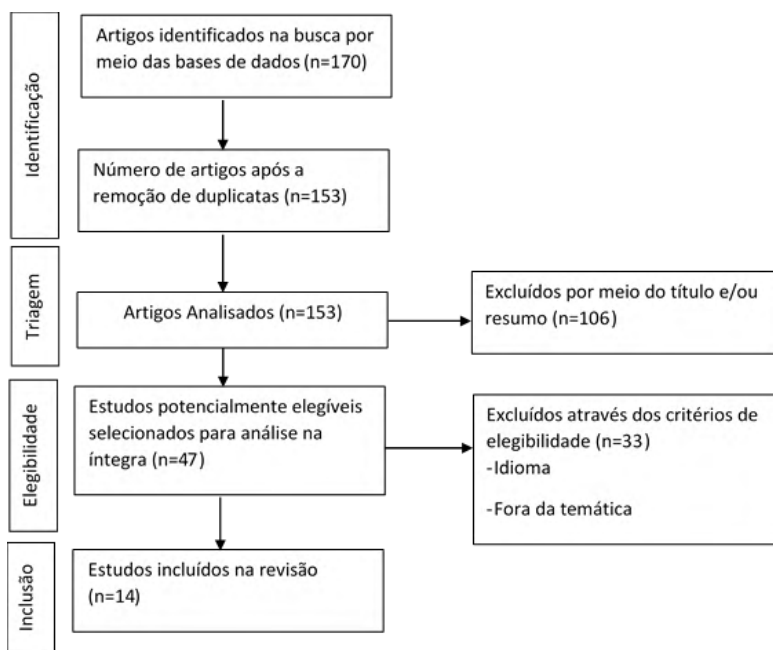 Identificação
Artigos identificados na busca por
meio das bases de dados (n=170)
Número de artigos após a
remoção de duplicatas (n=153)
Triagem
Artigos Analisados (n=153)
Excluídos por meio do título e/ou
resumo (n=106)
Elegibilidade
Estudos potencialmente elegíveis
selecionados para análise na
íntegra (n=47)
Excluídos através dos critérios de
elegibilidade (n=33)
-Idioma
-Fora da temática
Inclusão
Estudos incluídos na revisão
(n=14)